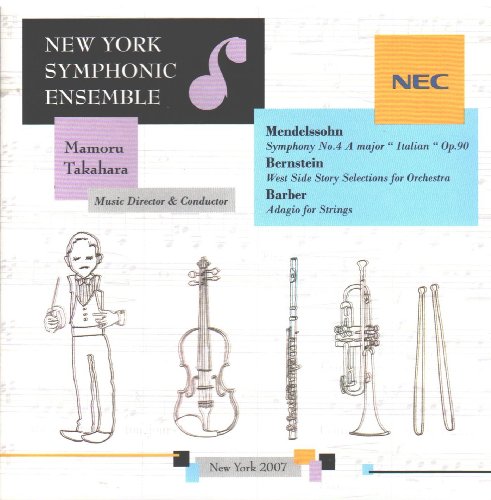 NEW YORK
SYMPHONIC
ENSEMBLE
NEC
Mamoru
Takahara
Music Director & Conductor
Mendelssohn
Symphony No.4 A major “ Italian “ Op.90
Bernstein
West Side Story Selections for Orchestra
Barber
Adagio for Strings
New York 2007